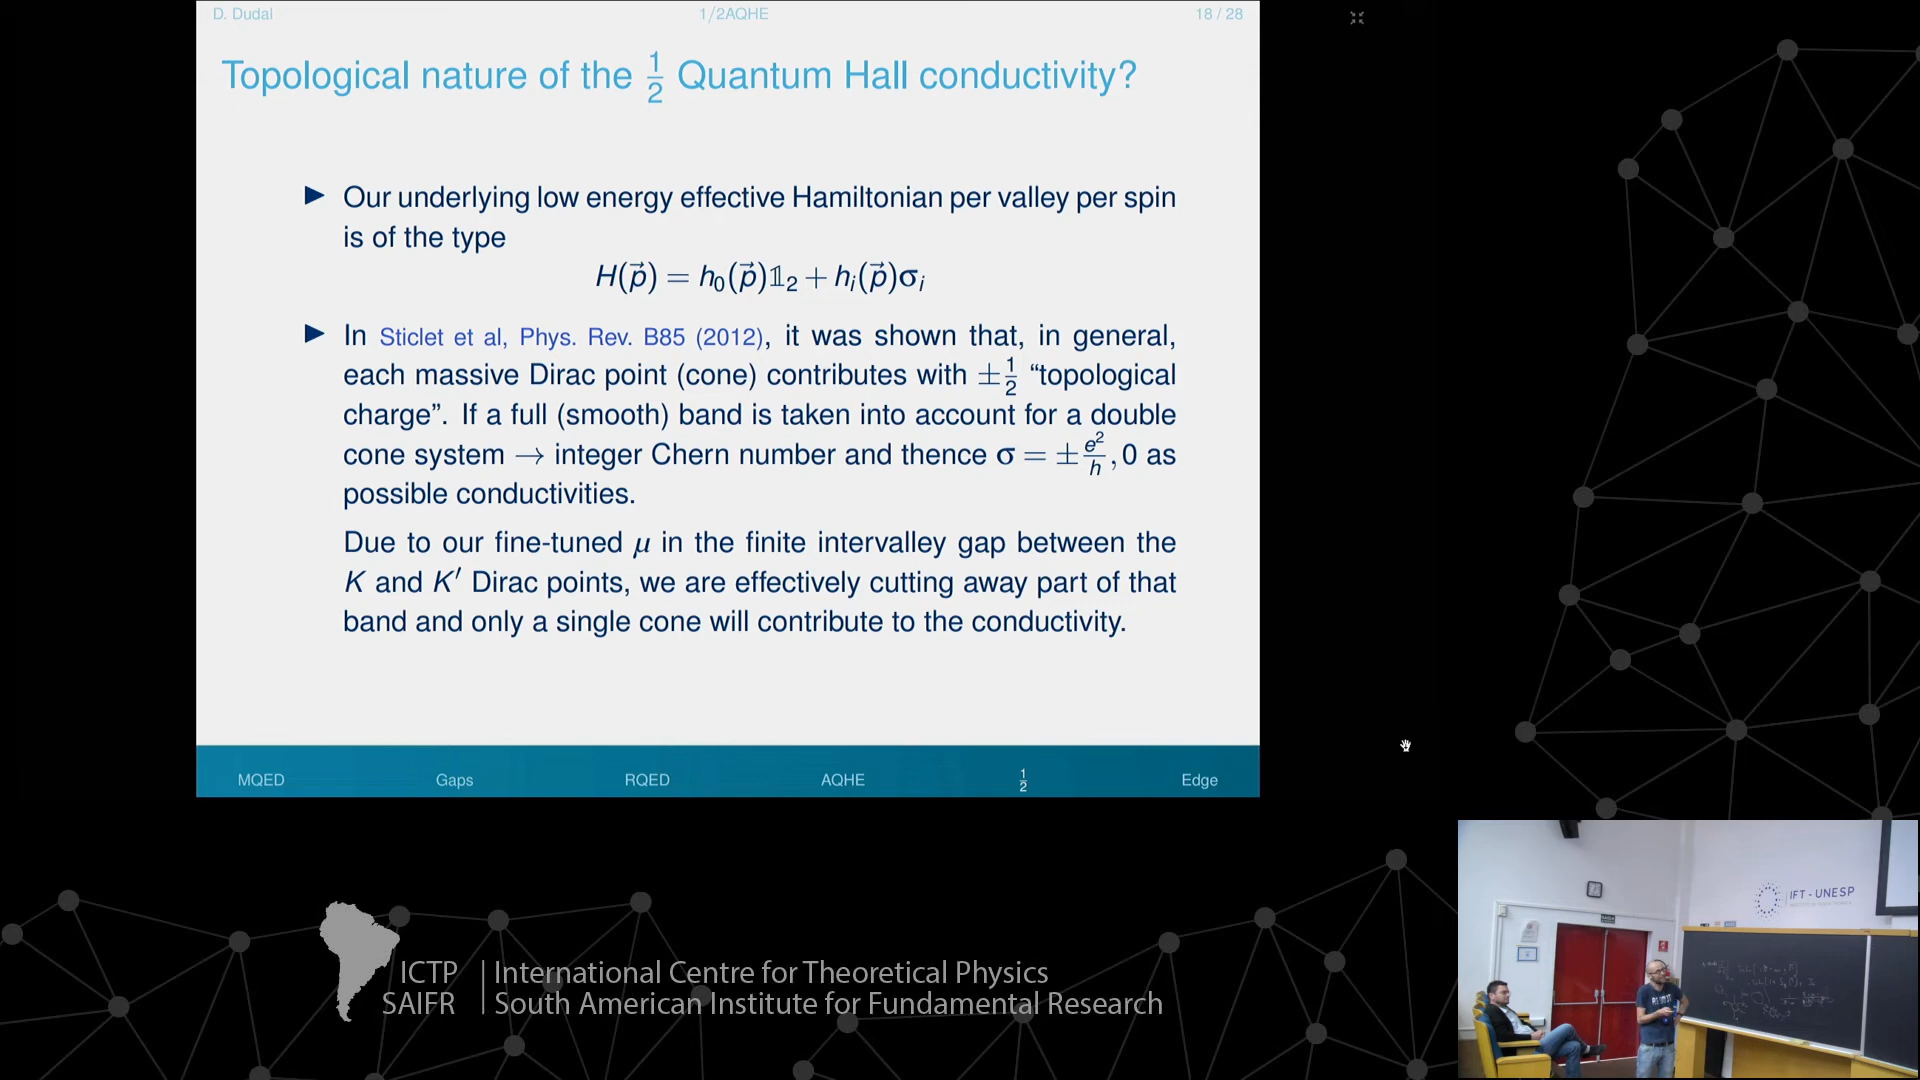 D. Dudal 1/2AQHE 18 / 28
Topological nature of the 1/2 Quantum Hall conductivity?
▶ Our underlying low energy effective Hamiltonian per valley per spin
is of the type
H(p⃗) = h₀(p⃗)𝟙₂ + hᵢ(p⃗)σᵢ
▶ In Sticlet et al, Phys. Rev. B85 (2012), it was shown that, in general,
each massive Dirac point (cone) contributes with ±1/2 “topological
charge”. If a full (smooth) band is taken into account for a double
cone system → integer Chern number and thence σ = ±e²/h, 0 as
possible conductivities.
Due to our fine-tuned μ in the finite intervalley gap between the
K and K′ Dirac points, we are effectively cutting away part of that
band and only a single cone will contribute to the conductivity.
MQED Gaps RQED AQHE 1/2 Edge
IFT - UNESP
ICTP International Centre for Theoretical Physics
SAIFR South American Institute for Fundamental Research